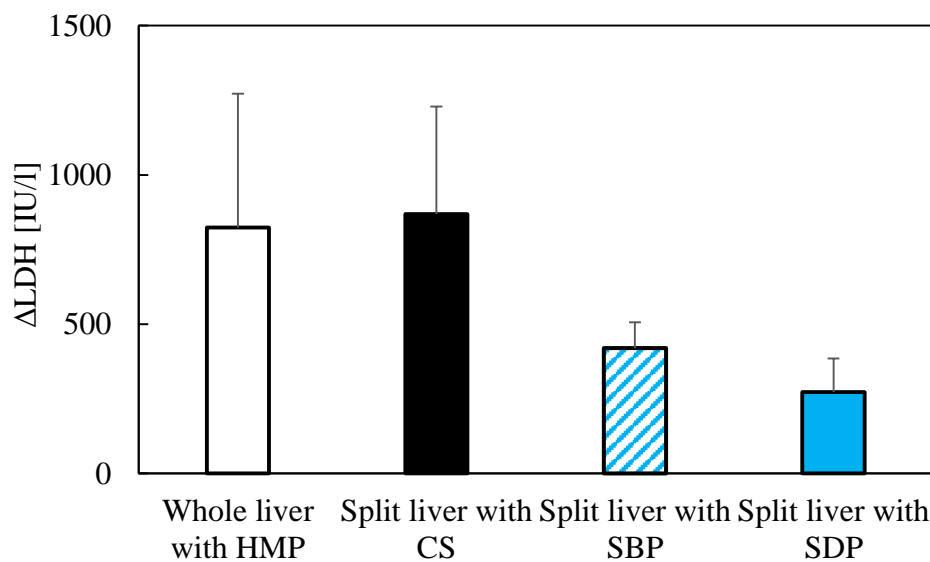 1500
1000
500
0
ΔLDH [IU/l]
Whole liver with HMP
Split liver with CS
Split liver with SBP
Split liver with SDP